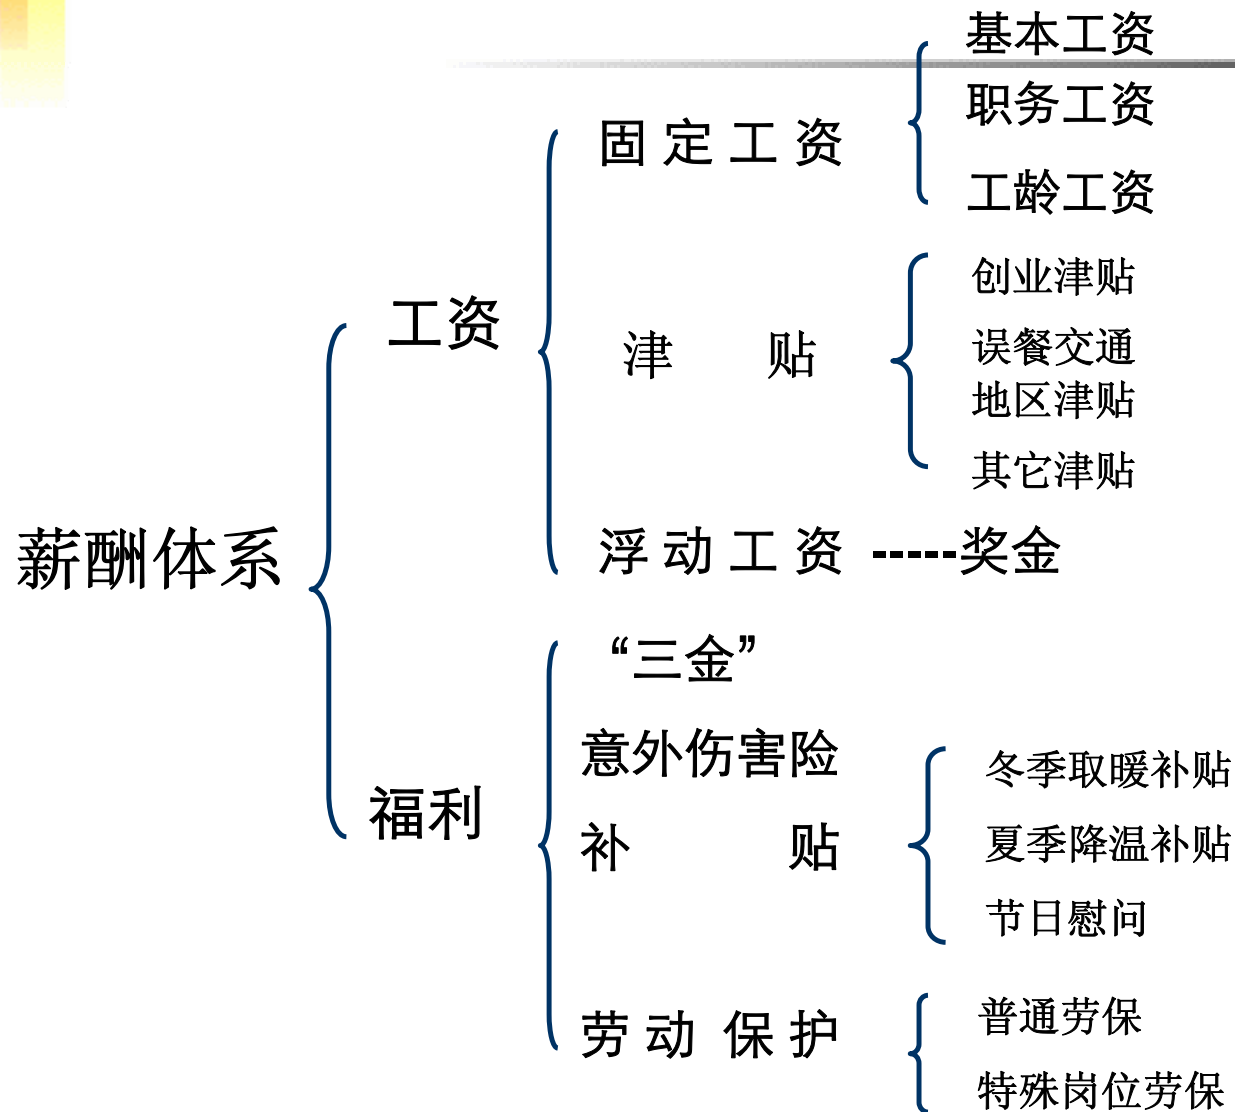 薪酬体系
工资
固定工资
基本工资
职务工资
工龄工资
津贴
创业津贴
误餐交通
地区津贴
其它津贴
浮动工资 -----奖金
福利
“三金”
意外伤害险
补贴
冬季取暖补贴
夏季降温补贴
节日慰问
劳动保护
普通劳保
特殊岗位劳保